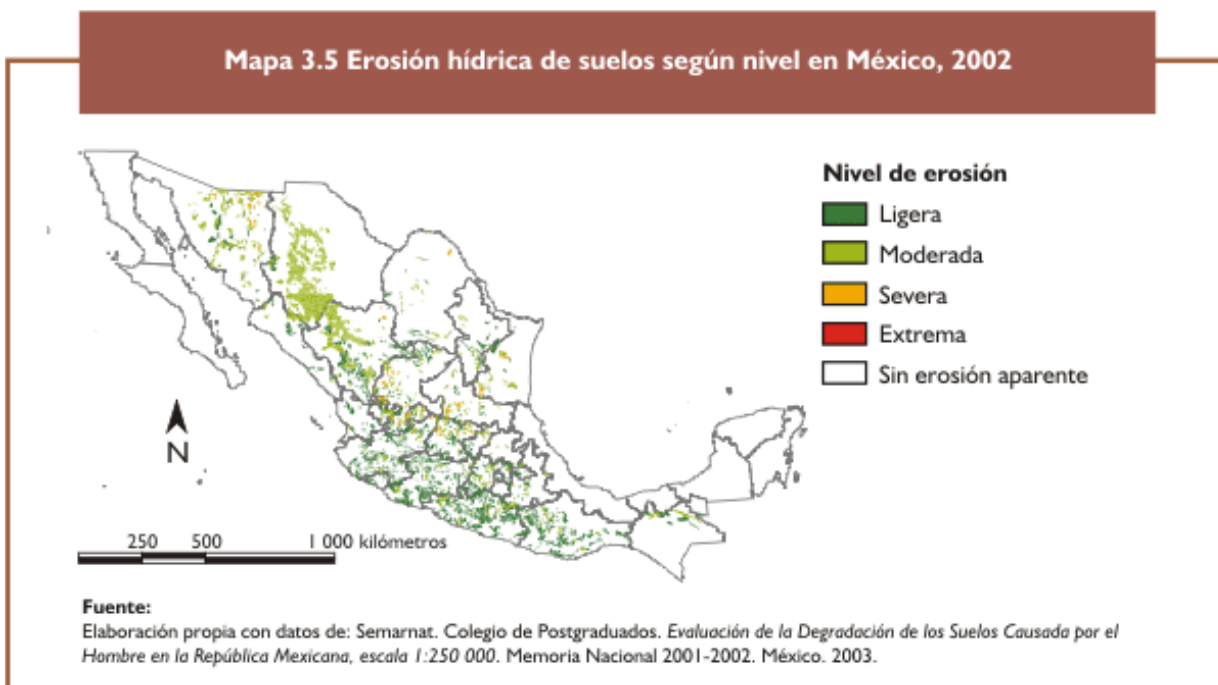 Mapa 3.5 Erosión hídrica de suelos según nivel en México, 2002
Nivel de erosión
Ligera
Moderada
Severa
Extrema
Sin erosión aparente
N
250 500 1 000 kilómetros
Fuente:
Elaboración propia con datos de: Semarnat. Colegio de Postgraduados. Evaluación de la Degradación de los Suelos Causada por el
Hombre en la República Mexicana, escala 1:250 000. Memoria Nacional 2001-2002. México. 2003.